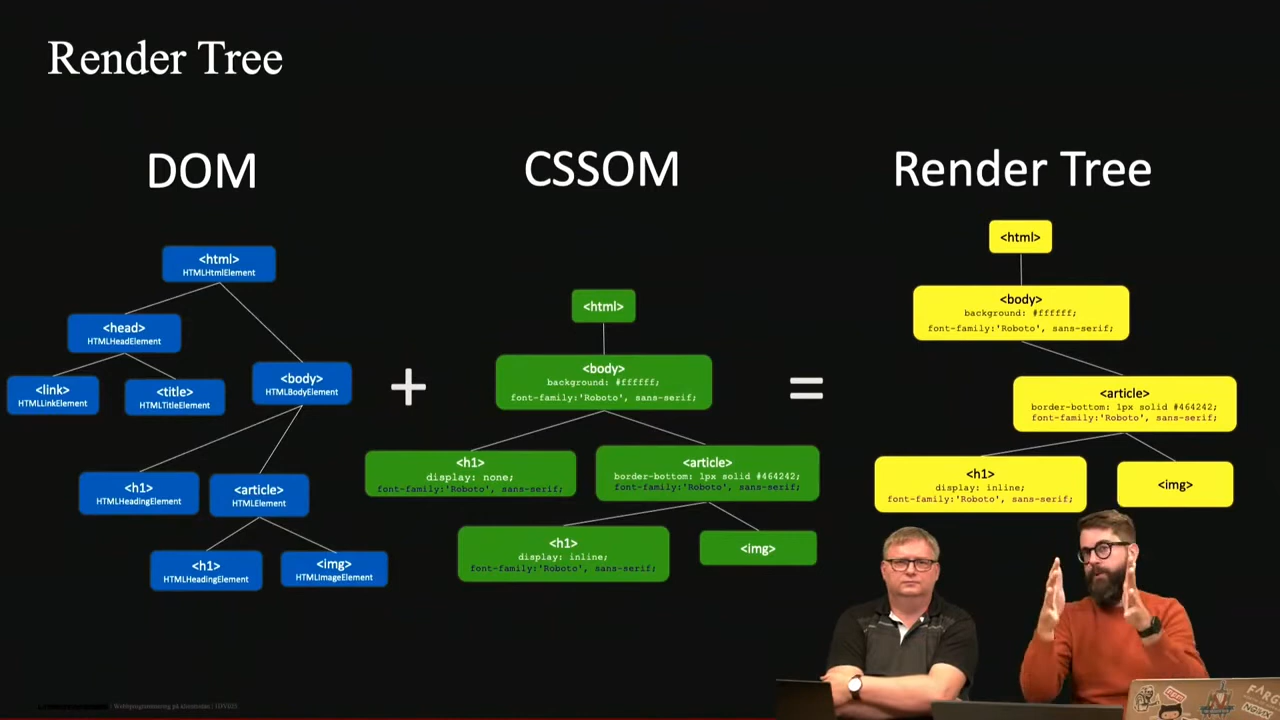 Render Tree
DOM
CSSOM
Render Tree
<html>
HTMLHtmlElement
<head>
HTMLHeadElement
<link>
HTMLLinkElement
<title>
HTMLTitleElement
<body>
HTMLBodyElement
<h1>
HTMLHeadingElement
<article>
HTMLElement
<h1>
HTMLHeadingElement
<img>
HTMLImageElement
+
<html>
<body>
background: #ffffff;
font-family:'Roboto', sans-serif;
<h1>
display: none;
font-family:'Roboto', sans-serif;
<article>
border-bottom: 1px solid #464242;
font-family:'Roboto', sans-serif;
<h1>
display: inline;
font-family:'Roboto', sans-serif;
<img>
=
<html>
<body>
background: #ffffff;
font-family:'Roboto', sans-serif;
<article>
border-bottom: 1px solid #464242;
font-family:'Roboto', sans-serif;
<h1>
display: inline;
font-family:'Roboto', sans-serif;
<img>